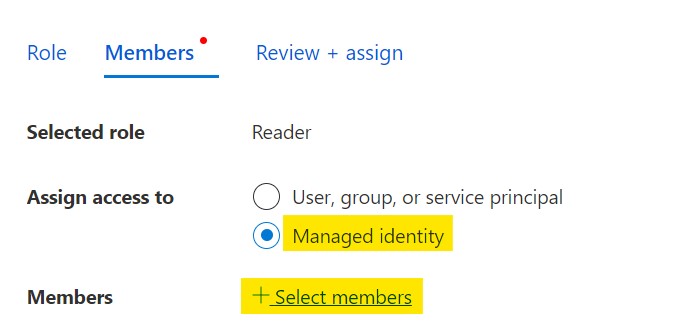 Role Members Review + assign
Selected role Reader
Assign access to User, group, or service principal
Managed identity
Members + Select members